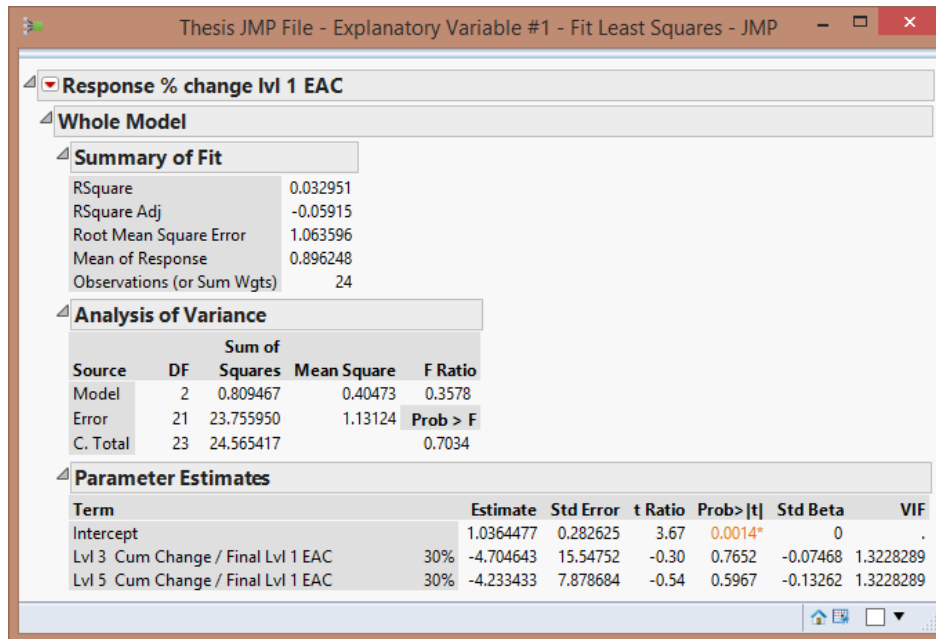 Thesis JMP File - Explanatory Variable #1 - Fit Least Squares - JMP
Response % change lvl 1 EAC
Whole Model
Summary of Fit
RSquare 0.032951
RSquare Adj -0.05915
Root Mean Square Error 1.063596
Mean of Response 0.896248
Observations (or Sum Wgts) 24
Analysis of Variance
Sum of
Source DF Squares Mean Square F Ratio
Model 2 0.809467 0.40473 0.3578
Error 21 23.755950 1.13124 Prob > F
C. Total 23 24.565417 0.7034
Parameter Estimates
Term Estimate Std Error t Ratio Prob>|t| Std Beta VIF
Intercept 1.0364477 0.282625 3.67 0.0014* 0 .
Lvl 3 Cum Change / Final Lvl 1 EAC 30% -4.704643 15.54752 -0.30 0.7652 -0.07468 1.3228289
Lvl 5 Cum Change / Final Lvl 1 EAC 30% -4.233433 7.878684 -0.54 0.5967 -0.13262 1.3228289